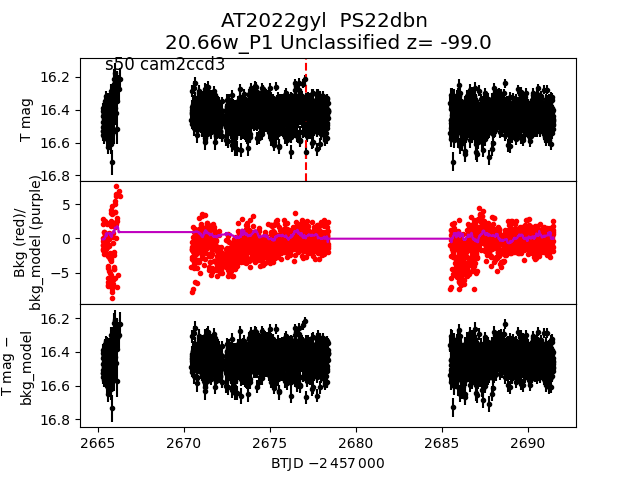 AT2022gyl  PS22dbn
20.66w_P1 Unclassified z= -99.0
s50 cam2ccd3
T mag
16.2
16.4
16.6
16.8
Bkg (red)/
bkg_model (purple)
5
0
−5
T mag −
bkg_model
16.2
16.4
16.6
16.8
2665 2670 2675 2680 2685 2690
BTJD −2 457 000